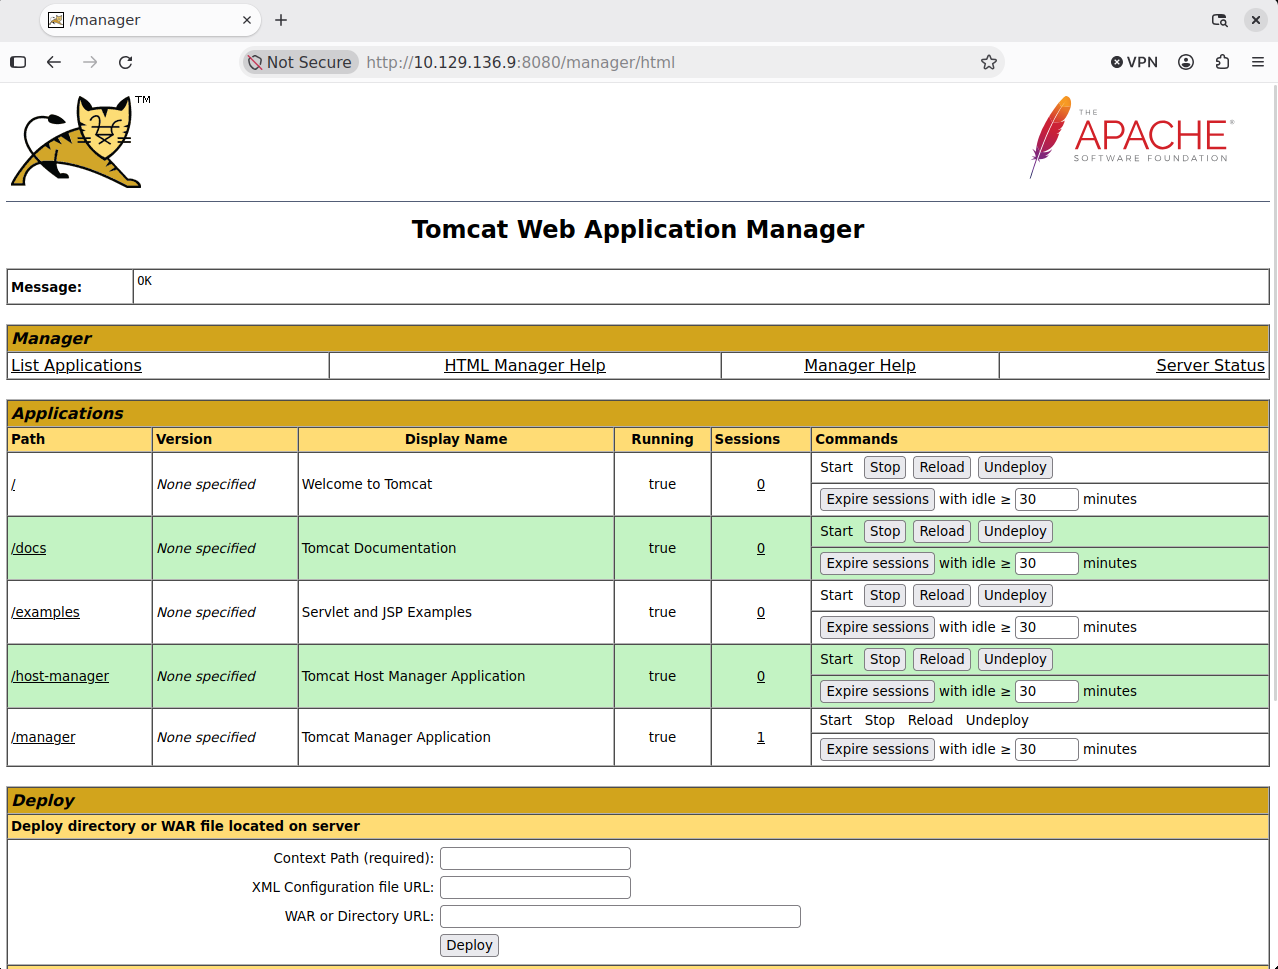 /manager
Not Secure http://10.129.136.9:8080/manager/html VPN
TM
THE
APACHE®
SOFTWARE FOUNDATION
Tomcat Web Application Manager
Message: OK
Manager
List Applications HTML Manager Help Manager Help Server Status
Applications
Path Version Display Name Running Sessions Commands
/ None specified Welcome to Tomcat true 0 Start Stop Reload Undeploy
Expire sessions with idle ≥ 30 minutes
/docs None specified Tomcat Documentation true 0 Start Stop Reload Undeploy
Expire sessions with idle ≥ 30 minutes
/examples None specified Servlet and JSP Examples true 0 Start Stop Reload Undeploy
Expire sessions with idle ≥ 30 minutes
/host-manager None specified Tomcat Host Manager Application true 0 Start Stop Reload Undeploy
Expire sessions with idle ≥ 30 minutes
/manager None specified Tomcat Manager Application true 1 Start Stop Reload Undeploy
Expire sessions with idle ≥ 30 minutes
Deploy
Deploy directory or WAR file located on server
Context Path (required):
XML Configuration file URL:
WAR or Directory URL:
Deploy